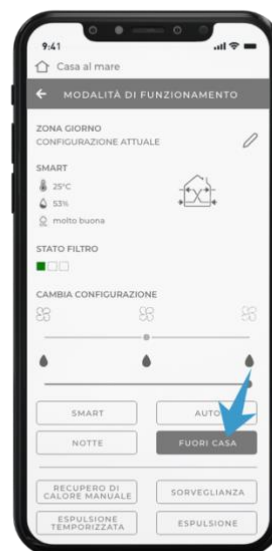 9:41
Casa al mare
MODALITÀ DI FUNZIONAMENTO
ZONA GIORNO
CONFIGURAZIONE ATTUALE
SMART
25°C
53%
molto buona
STATO FILTRO
CAMBIA CONFIGURAZIONE
SMART
AUTO
NOTTE
FUORI CASA
RECUPERO DI
CALORE MANUALE
SORVEGLIANZA
ESPULSIONE
TEMPORIZZATA
ESPULSIONE